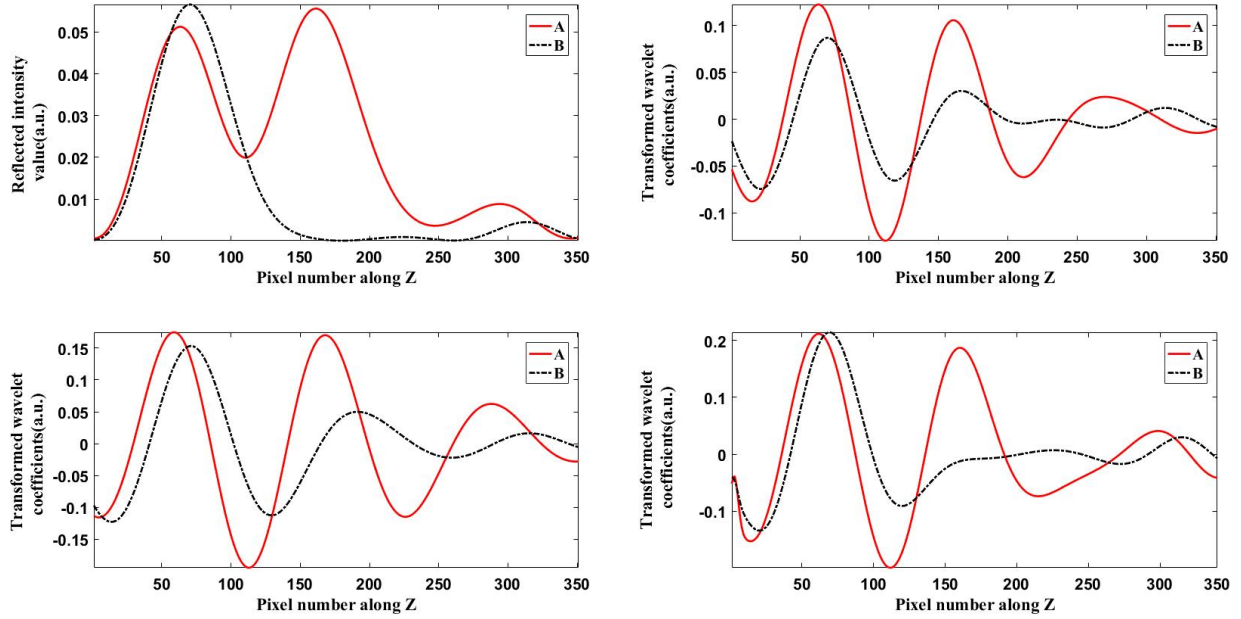 Reflected intensity
value(a.u.)
0.05
0.04
0.03
0.02
0.01
50 100 150 200 250 300 350
Pixel number along Z
A
B
Transformed wavelet
coefficients(a.u.)
0.1
0.05
0
-0.05
-0.1
50 100 150 200 250 300 350
Pixel number along Z
A
B
Transformed wavelet
coefficients(a.u.)
0.15
0.1
0.05
0
-0.05
-0.1
-0.15
50 100 150 200 250 300 350
Pixel number along Z
A
B
Transformed wavelet
coefficients(a.u.)
0.2
0.1
0
-0.1
50 100 150 200 250 300 350
Pixel number along Z
A
B